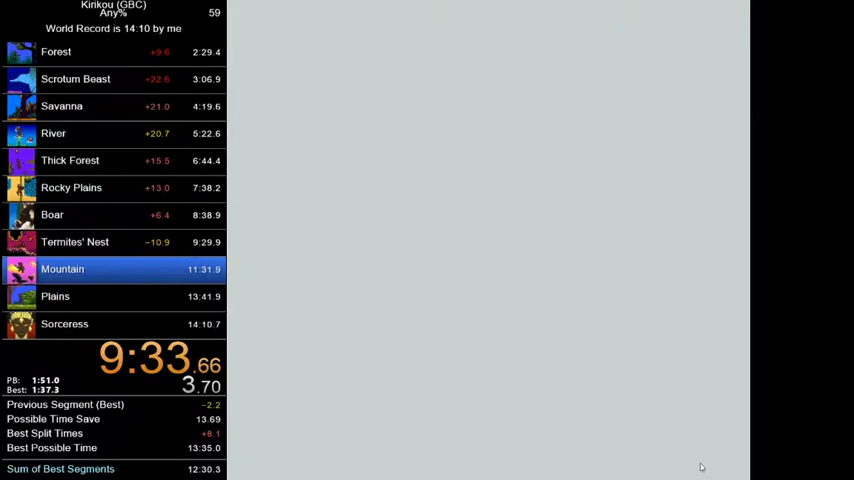 Kirikou (GBC)
Any% 59
World Record is 14:10 by me
Forest +9.6 2:29.4
Scrotum Beast +22.6 3:06.9
Savanna +21.0 4:19.6
River +20.7 5:22.6
Thick Forest +15.5 6:44.4
Rocky Plains +13.0 7:38.2
Boar +6.4 8:38.9
Termites' Nest −10.9 9:29.9
Mountain 11:31.9
Plains 13:41.9
Sorceress 14:10.7
9:33.66
PB: 1:51.0
Best: 1:37.3
3.70
Previous Segment (Best) −2.2
Possible Time Save 13.69
Best Split Times +8.1
Best Possible Time 13:35.0
Sum of Best Segments 12:30.3